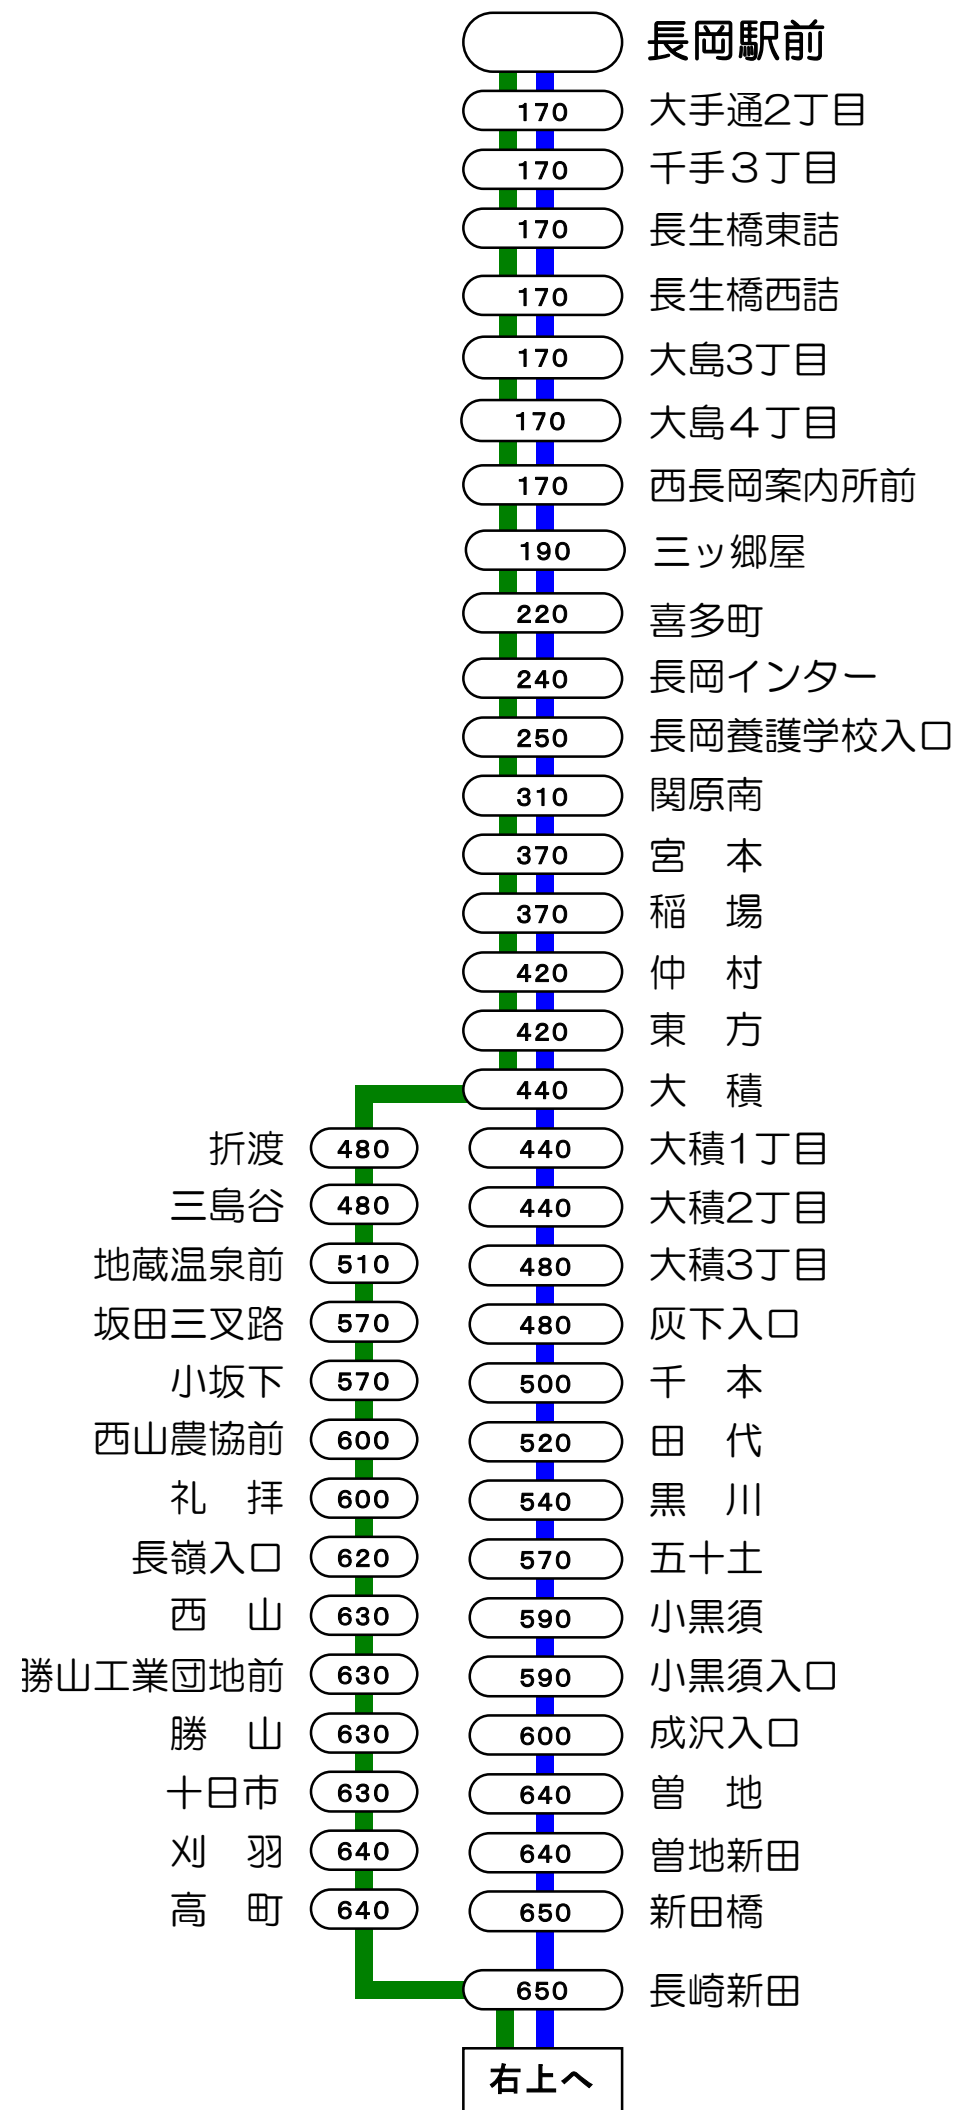 長岡駅前
170 大手通2丁目
170 千手３丁目
170 長生橋東詰
170 長生橋西詰
170 大島3丁目
170 大島４丁目
170 西長岡案内所前
190 三ッ郷屋
220 喜多町
240 長岡インター
250 長岡養護学校入口
310 関原南
370 宮　本
370 稲　場
420 仲　村
420 東　方
440 大　積
折渡 480 440 大積1丁目
三島谷 480 440 大積2丁目
地蔵温泉前 510 480 大積3丁目
坂田三叉路 570 480 灰下入口
小坂下 570 500 千　本
西山農協前 600 520 田　代
礼　拝 600 540 黒　川
長嶺入口 620 570 五十土
西　山 630 590 小黒須
勝山工業団地前 630 590 小黒須入口
勝　山 630 600 成沢入口
十日市 630 640 曽　地
刈　羽 640 640 曽地新田
高　町 640 650 新田橋
650 長崎新田
右上へ